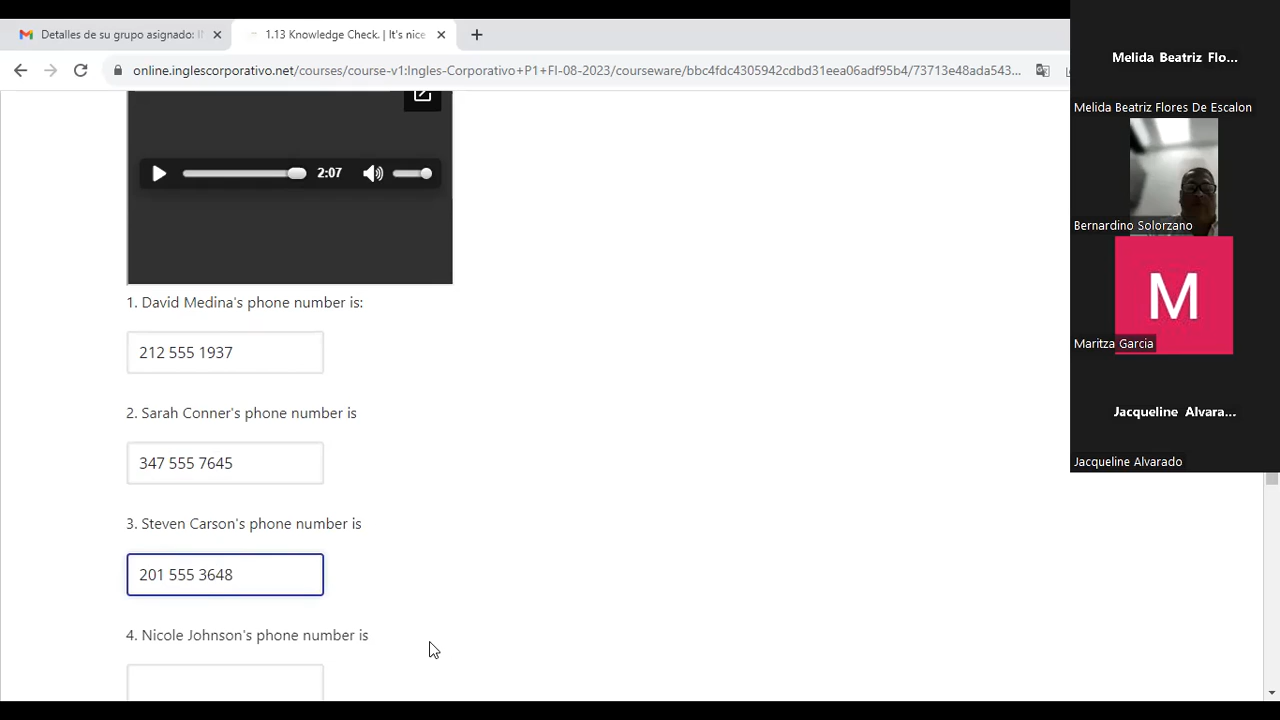 Detalles de su grupo asignado: I
1.13 Knowledge Check. | It's nice
online.inglescorporativo.net/courses/course-v1:Ingles-Corporativo+P1+FI-08-2023/courseware/bbc4fdc4305942cdbd31eea06adf95b4/73713e48ada543...
2:07
1. David Medina's phone number is:
212 555 1937
2. Sarah Conner's phone number is
347 555 7645
3. Steven Carson's phone number is
201 555 3648
4. Nicole Johnson's phone number is
Melida Beatriz Flo...
Melida Beatriz Flores De Escalon
Bernardino Solorzano
M
Maritza Garcia
Jacqueline Alvara...
Jacqueline Alvarado